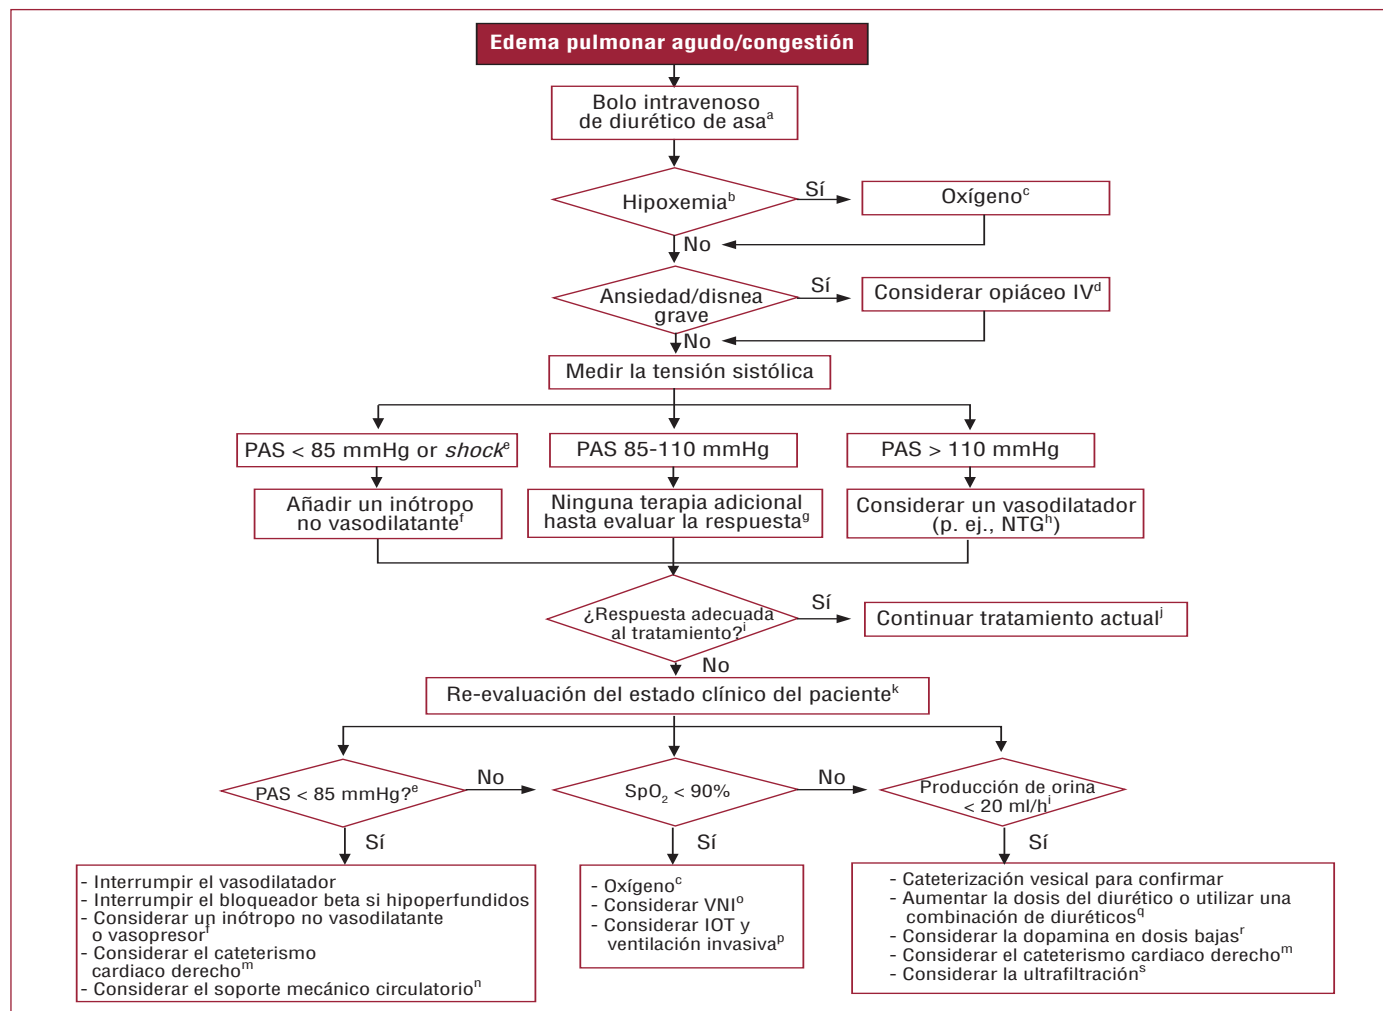 Edema pulmonar agudo/congestión
Bolo intravenoso
de diurético de asaᵃ
Hipoxemiaᵇ
Sí
Oxígenoᶜ
No
Ansiedad/disnea
grave
Sí
Considerar opiáceo IVᵈ
No
Medir la tensión sistólica
PAS < 85 mmHg or shockᵉ
PAS 85-110 mmHg
PAS > 110 mmHg
Añadir un inótropo
no vasodilatanteᶠ
Ninguna terapia adicional
hasta evaluar la respuestaᵍ
Considerar un vasodilatador
(p. ej., NTGʰ)
¿Respuesta adecuada
al tratamiento?ⁱ
Sí
Continuar tratamiento actualʲ
No
Re-evaluación del estado clínico del pacienteᵏ
PAS < 85 mmHg?ᵉ
No
SpO₂ < 90%
No
Producción de orina
< 20 ml/hⁱ
Sí
Sí
Sí
- Interrumpir el vasodilatador
- Interrumpir el bloqueador beta si hipoperfundidos
- Considerar un inótropo no vasodilatante
o vasopresorᶠ
- Considerar el cateterismo
cardiaco derechoᵐ
- Considerar el soporte mecánico circulatorioⁿ
- Oxígenoᶜ
- Considerar VNIᵒ
- Considerar IOT y
ventilación invasivaᵖ
- Cateterización vesical para confirmar
- Aumentar la dosis del diurético o utilizar una
combinación de diuréticos^q
- Considerar la dopamina en dosis bajasʳ
- Considerar el cateterismo cardiaco derechoᵐ
- Considerar la ultrafiltraciónˢ